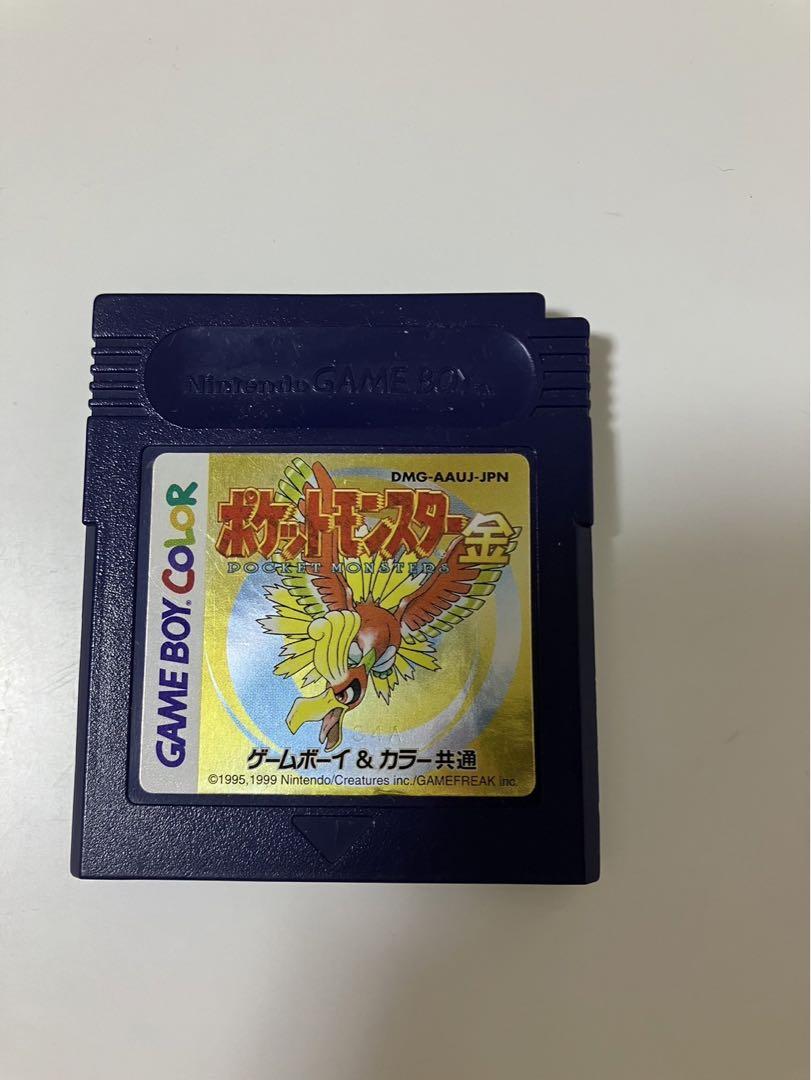 Nintendo GAME BOY
DMG-AAUJ-JPN
ポケットモンスター金
POCKET MONSTERS
GAME BOY COLOR
ゲームボーイ & カラー共通
©1995,1999 Nintendo/Creatures inc./GAMEFREAK inc.